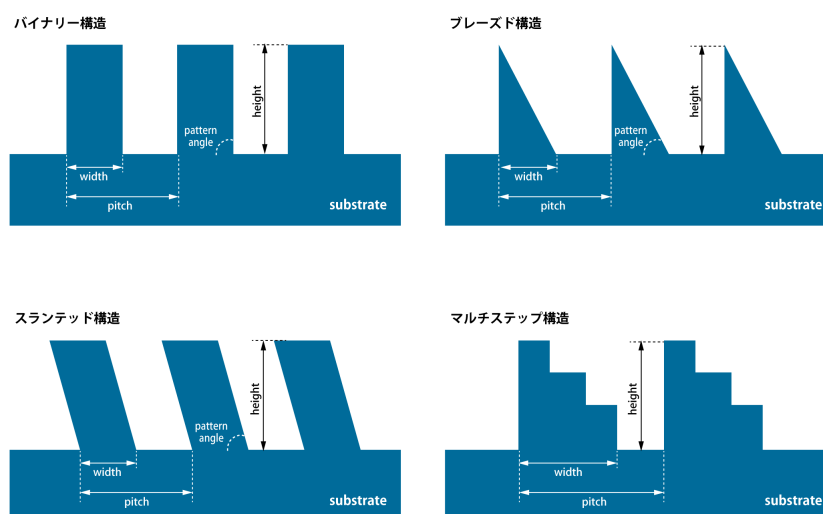 バイナリー構造
height
pattern
angle
width
pitch
substrate
ブレーズド構造
height
pattern
angle
width
pitch
substrate
スランテッド構造
height
pattern
angle
width
pitch
substrate
マルチステップ構造
height
width
pitch
substrate